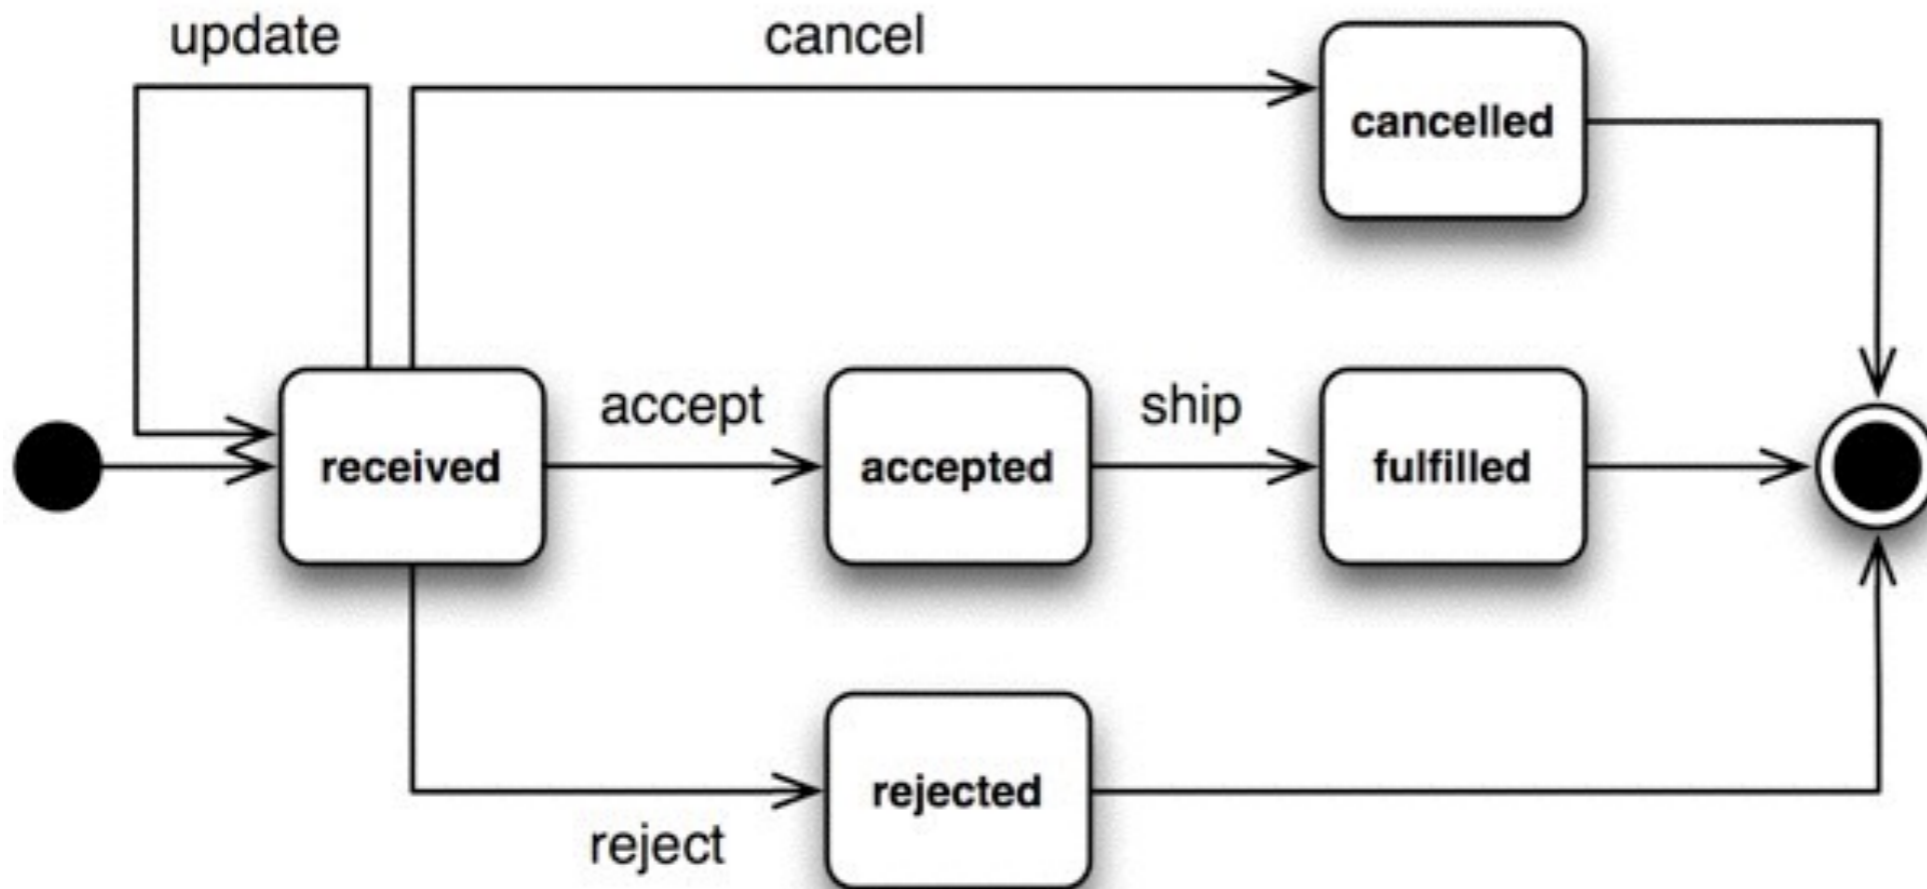 update
cancel
cancelled
received
accept
accepted
ship
fulfilled
reject
rejected